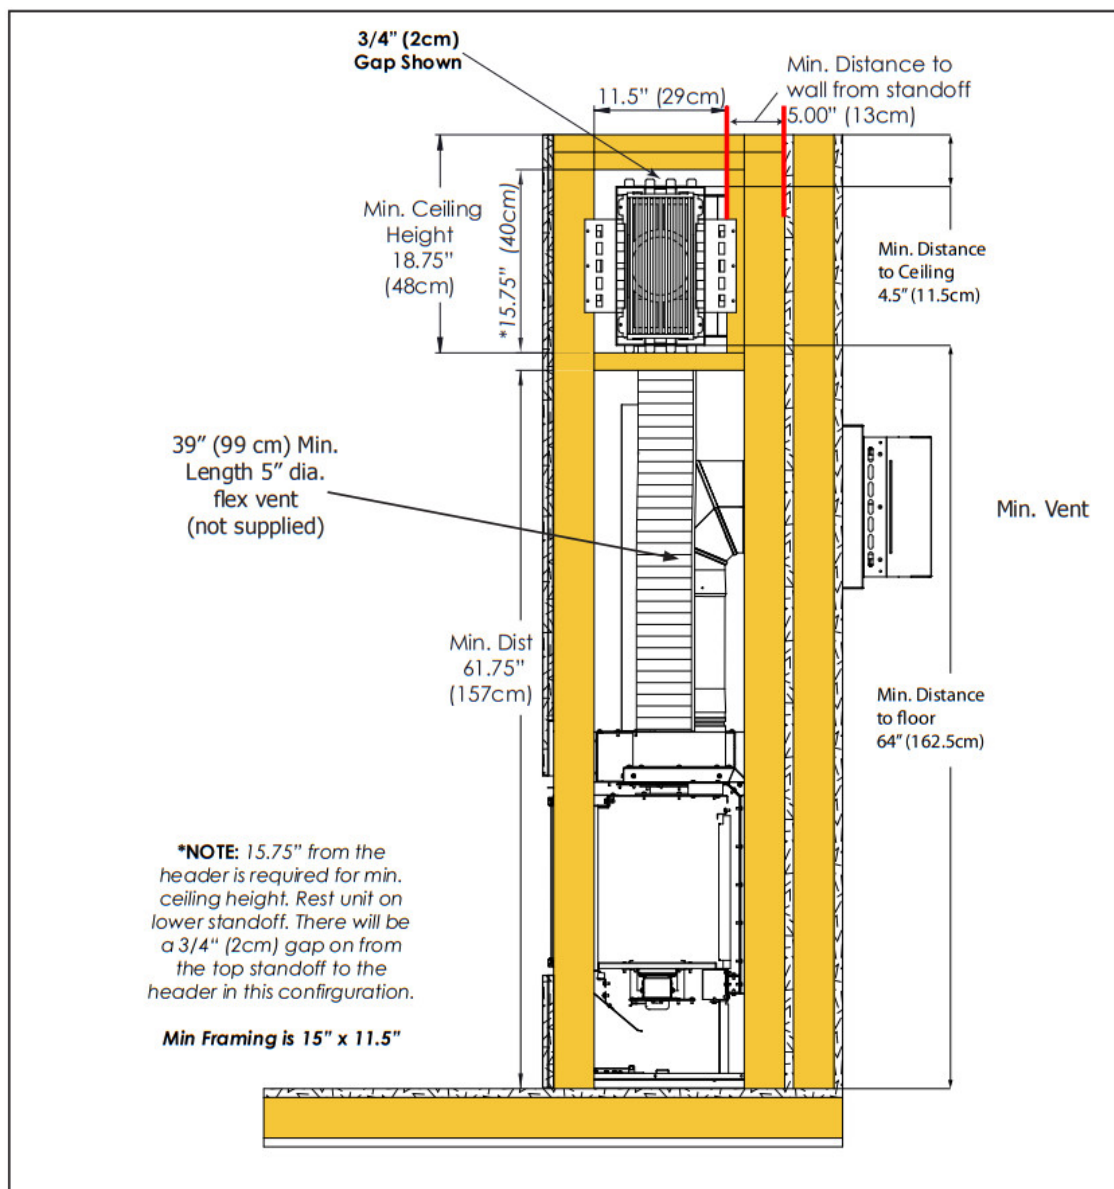 3/4” (2cm)
Gap Shown
Min. Distance to
wall from standoff
5.00” (13cm)
11.5” (29cm)
Min. Ceiling
Height
18.75”
(48cm)
*15.75” (40cm)
Min. Distance
to Ceiling
4.5” (11.5cm)
39” (99 cm) Min.
Length 5” dia.
flex vent
(not supplied)
Min. Vent
Min. Dist
61.75”
(157cm)
Min. Distance
to floor
64” (162.5cm)
*NOTE: 15.75” from the
header is required for min.
ceiling height. Rest unit on
lower standoff. There will be
a 3/4“ (2cm) gap on from
the top standoff to the
header in this confirguration.
Min Framing is 15” x 11.5”